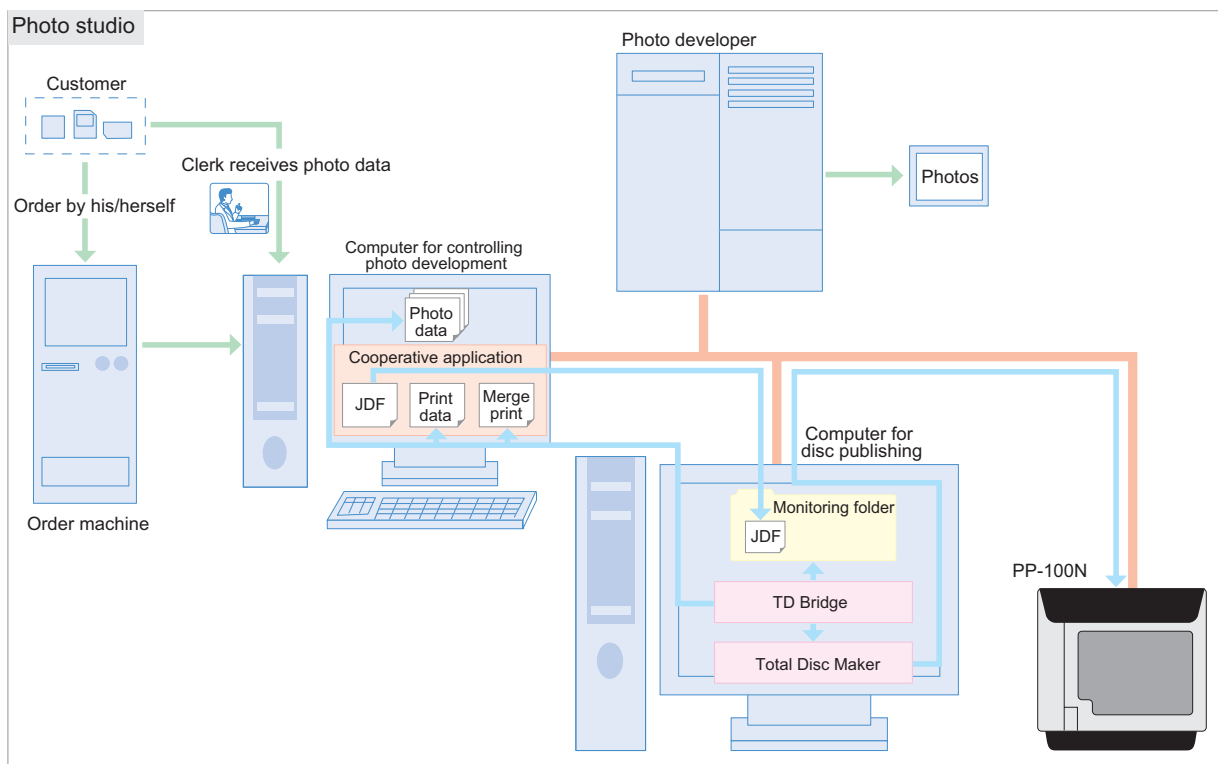 Photo studio
Photo developer
Customer
Clerk receives photo data
Photos
Order by his/herself
Computer for controlling
photo development
Photo
data
Cooperative application
JDF
Print
data
Merge
print
Computer for
disc publishing
Monitoring folder
JDF
Order machine
PP-100N
TD Bridge
Total Disc Maker